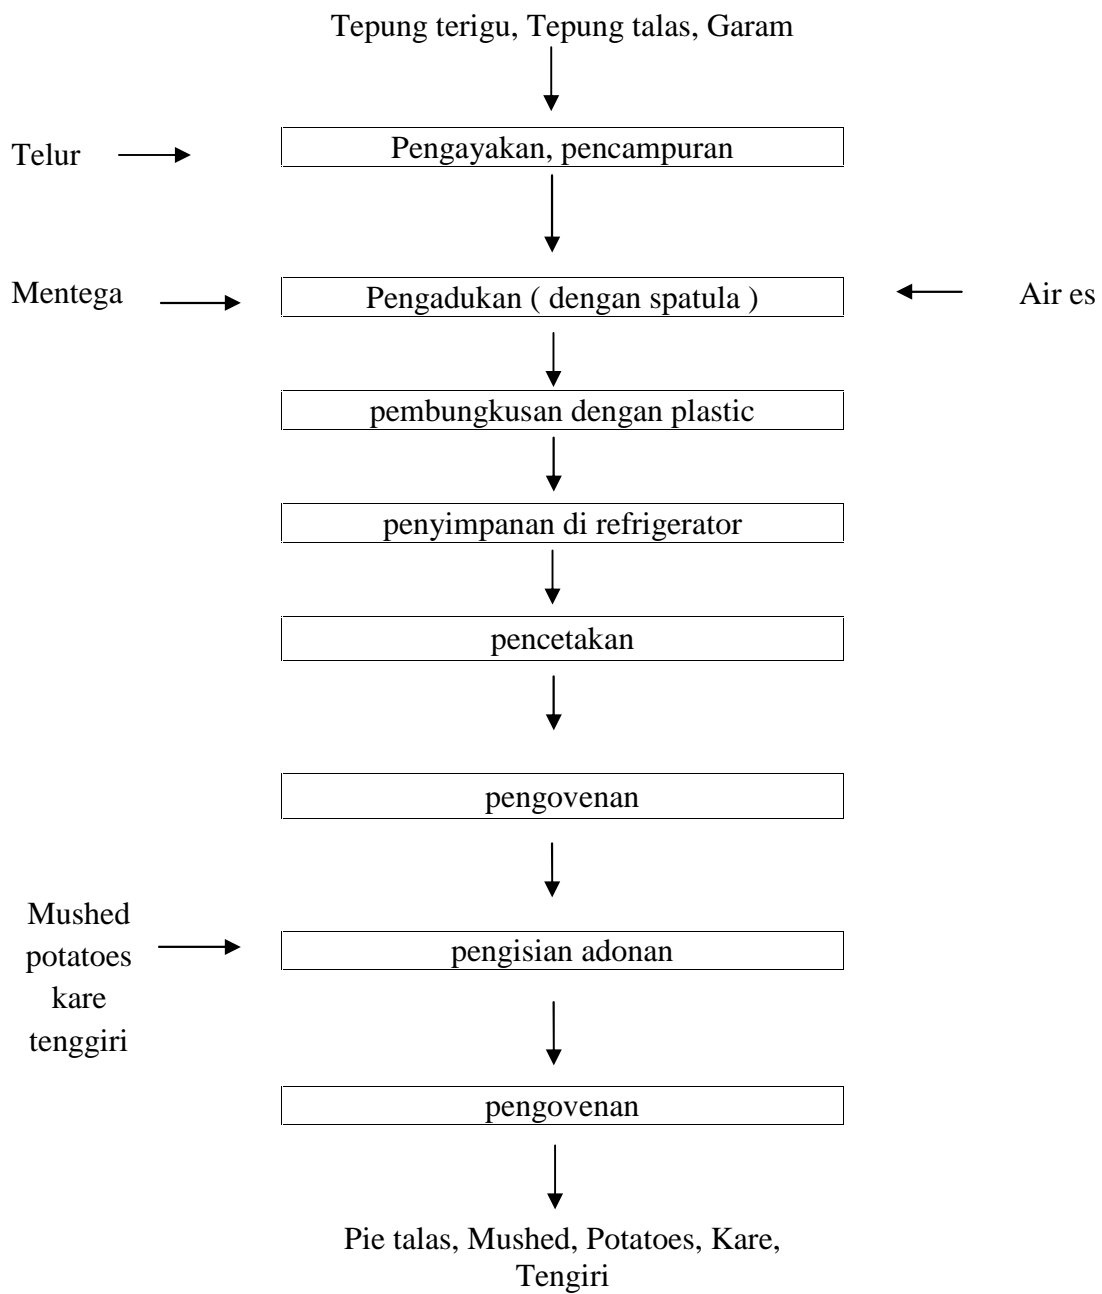 Tepung terigu, Tepung talas, Garam
Telur
Pengayakan, pencampuran
Mentega
Pengadukan ( dengan spatula )
Air es
pembungkusan dengan plastic
penyimpanan di refrigerator
pencetakan
pengovenan
Mushed
potatoes
kare
tenggiri
pengisian adonan
pengovenan
Pie talas, Mushed, Potatoes, Kare,
Tengiri